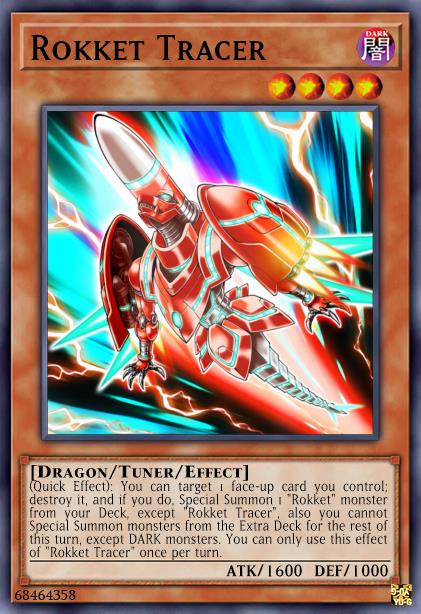 ROKKET TRACER
DARK
闇
[DRAGON/TUNER/EFFECT]
(Quick Effect): You can target 1 face-up card you control;
destroy it, and if you do, Special Summon 1 "Rokket" monster
from your Deck, except "Rokket Tracer", also you cannot
Special Summon monsters from the Extra Deck for the rest of
this turn, except DARK monsters. You can only use this effect
of "Rokket Tracer" once per turn.
ATK/1600 DEF/1000
68464358